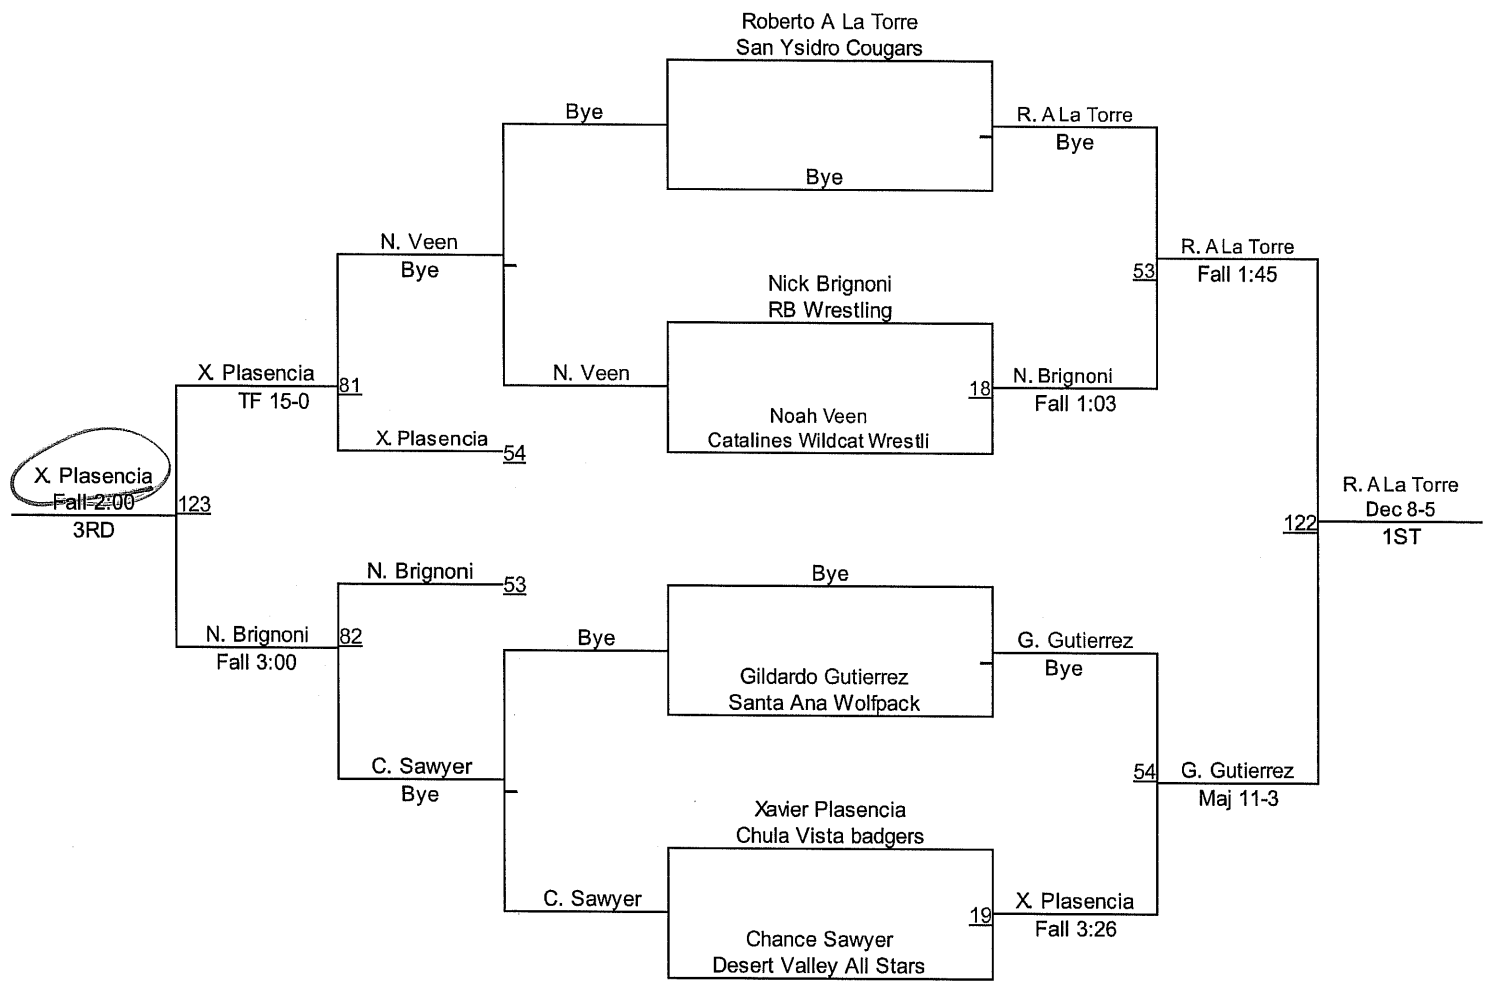 Roberto A La Torre
San Ysidro Cougars
Bye
R. A La Torre
Bye
Bye
N. Veen
Bye
R. A La Torre
Fall 1:45
53
Nick Brignoni
RB Wrestling
X. Plasencia
TF 15-0
81
N. Veen
18
N. Brignoni
Fall 1:03
Noah Veen
Catalines Wildcat Wrestli
X. Plasencia
54
X. Plasencia
Fall 2:00
3RD
123
R. A La Torre
Dec 8-5
1ST
122
N. Brignoni
53
Bye
N. Brignoni
Fall 3:00
82
Bye
G. Gutierrez
Bye
Gildardo Gutierrez
Santa Ana Wolfpack
C. Sawyer
Bye
54
G. Gutierrez
Maj 11-3
Xavier Plasencia
Chula Vista badgers
C. Sawyer
19
X. Plasencia
Fall 3:26
Chance Sawyer
Desert Valley All Stars